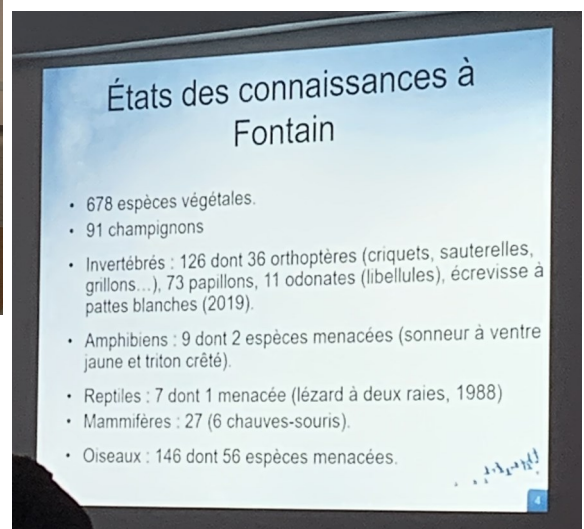 États des connaissances à
Fontain
• 678 espèces végétales.
• 91 champignons
• Invertébrés : 126 dont 36 orthoptères (criquets, sauterelles,
grillons...), 73 papillons, 11 odonates (libellules), écrevisse à
pattes blanches (2019).
• Amphibiens : 9 dont 2 espèces menacées (sonneur à ventre
jaune et triton crêté).
• Reptiles : 7 dont 1 menacée (lézard à deux raies, 1988)
• Mammifères : 27 (6 chauves-souris).
• Oiseaux : 146 dont 56 espèces menacées.
4